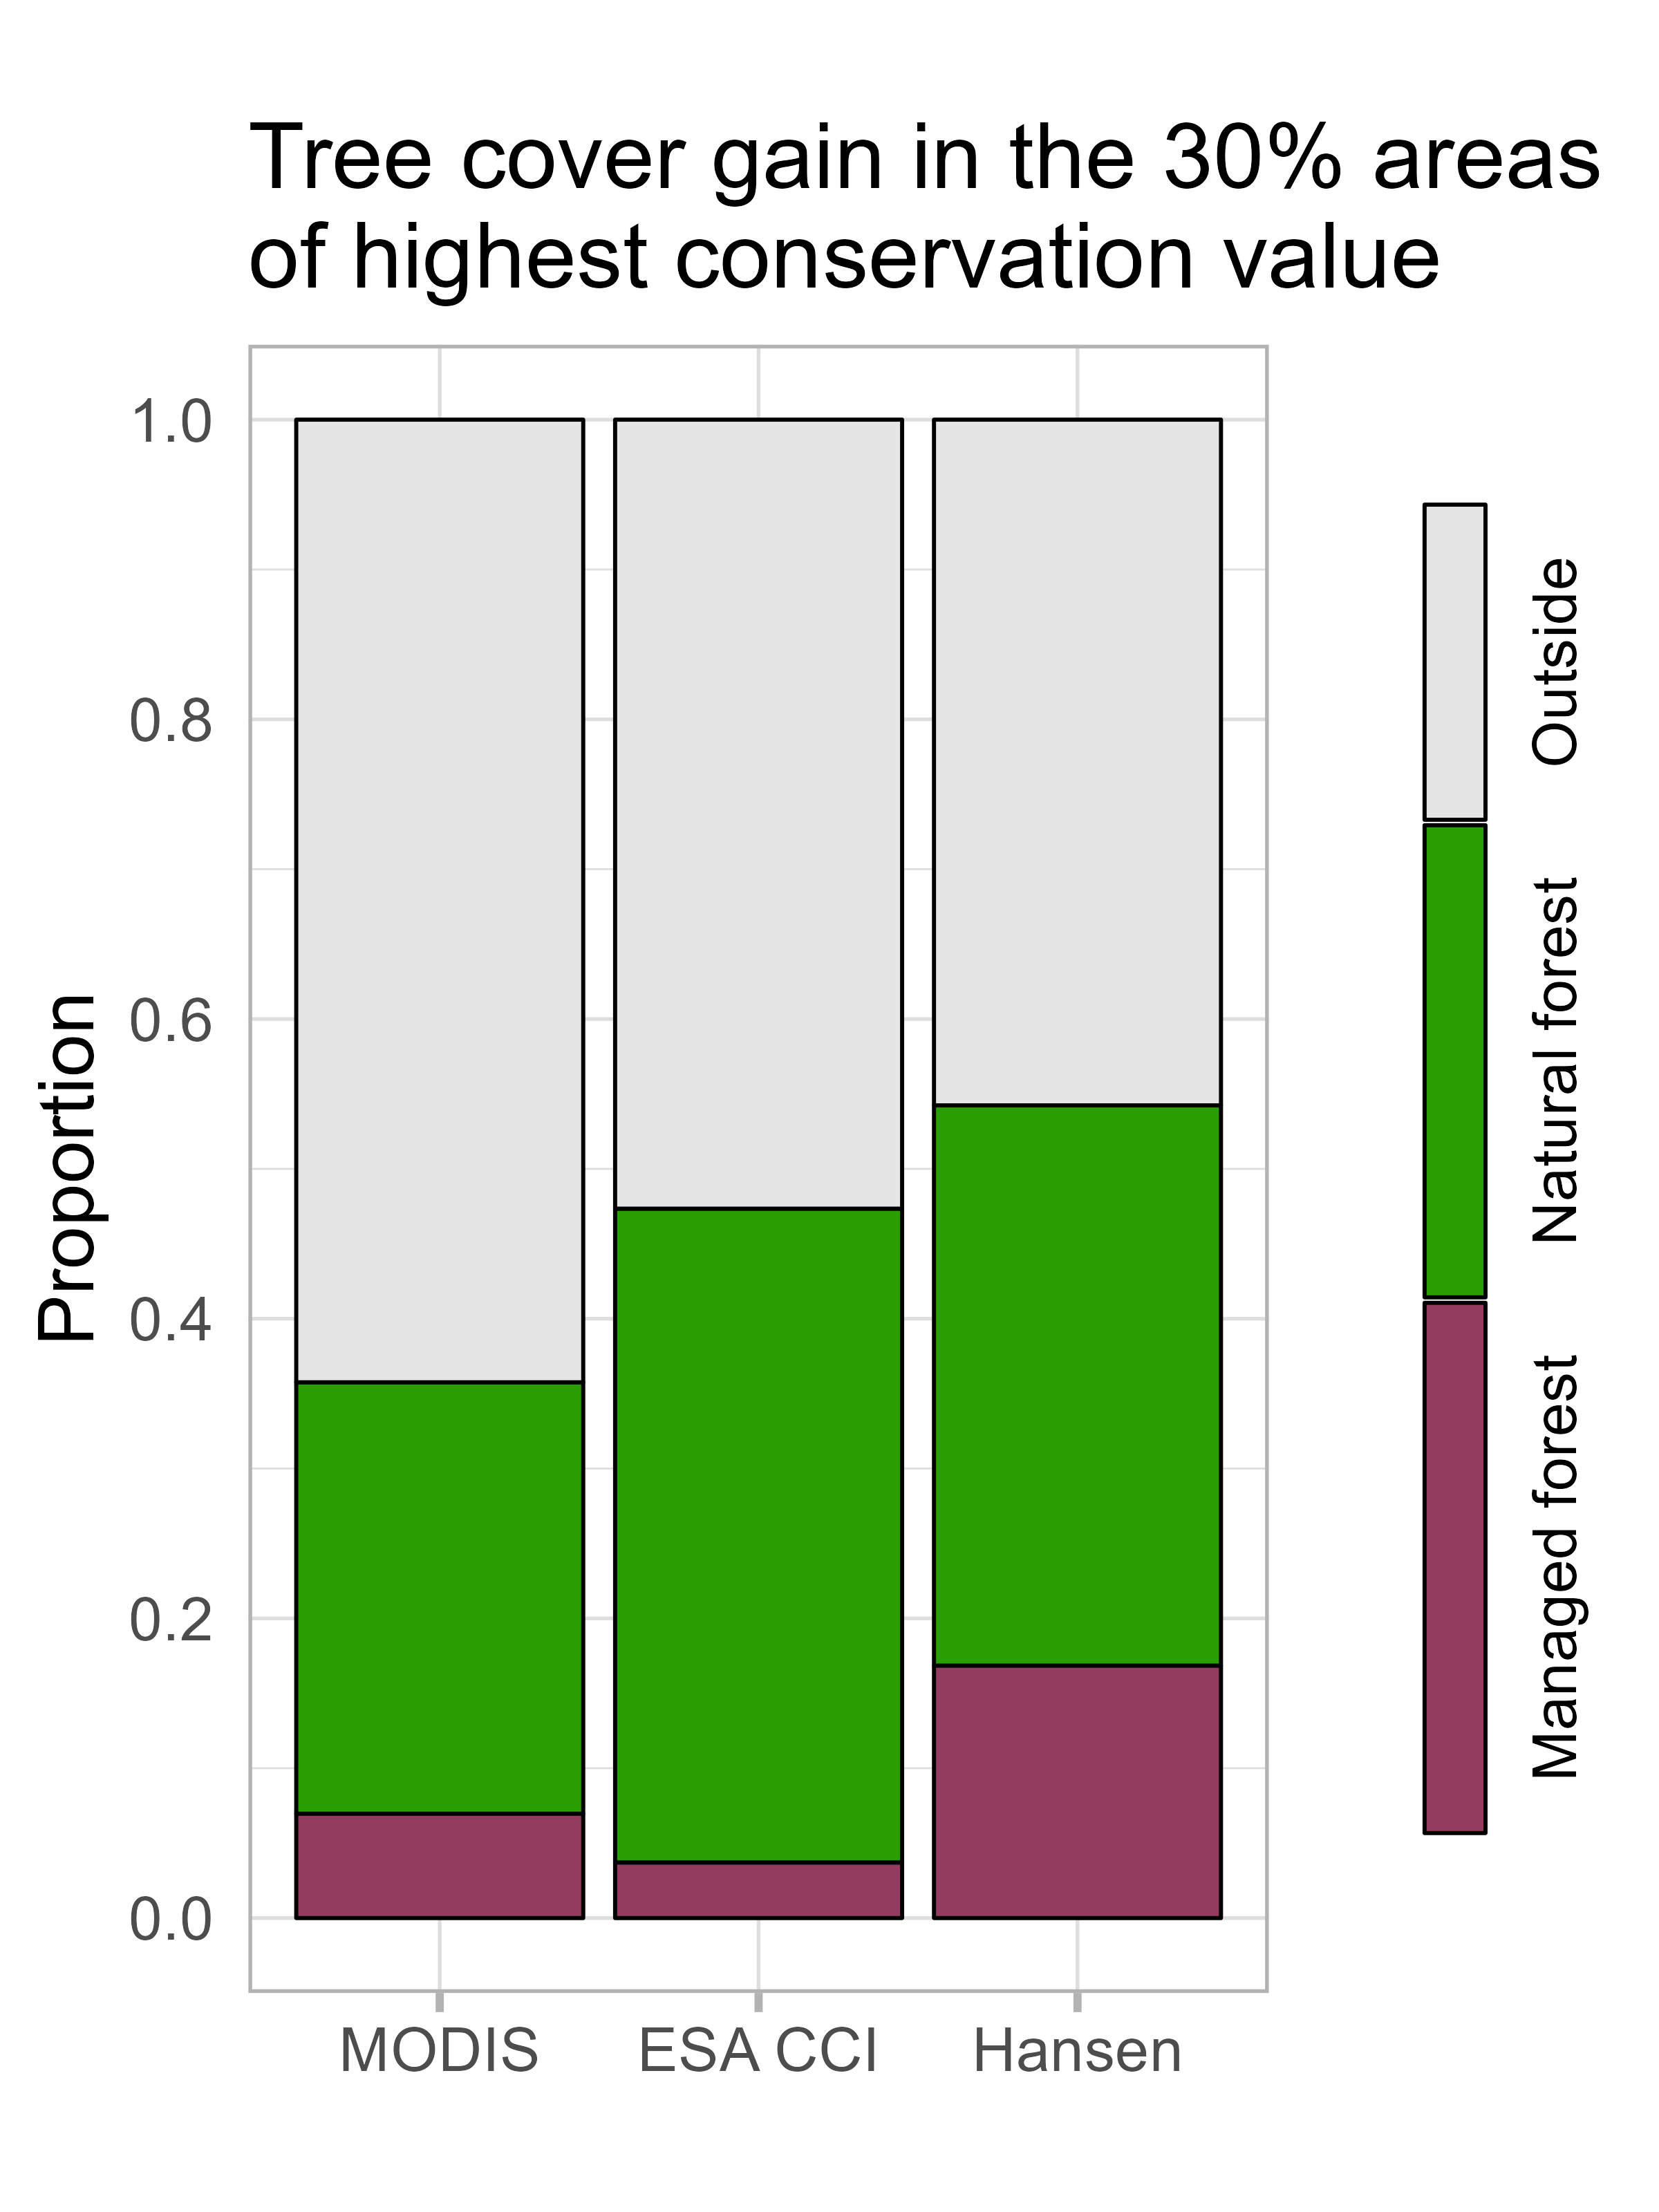 Tree cover gain in the 30% areas
of highest conservation value
Proportion
1.0
0.8
0.6
0.4
0.2
0.0
MODIS
ESA CCI
Hansen
Outside
Natural forest
Managed forest